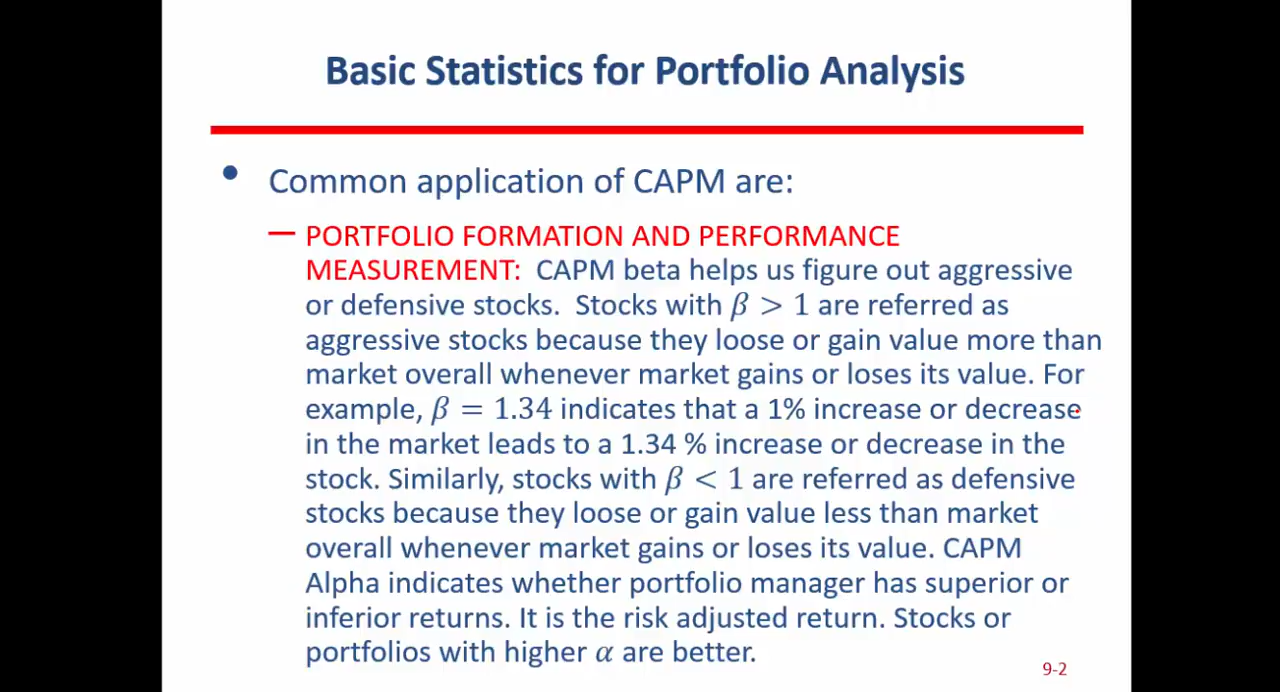 Basic Statistics for Portfolio Analysis
• Common application of CAPM are:
– PORTFOLIO FORMATION AND PERFORMANCE
MEASUREMENT: CAPM beta helps us figure out aggressive
or defensive stocks. Stocks with β > 1 are referred as
aggressive stocks because they loose or gain value more than
market overall whenever market gains or loses its value. For
example, β = 1.34 indicates that a 1% increase or decrease
in the market leads to a 1.34 % increase or decrease in the
stock. Similarly, stocks with β < 1 are referred as defensive
stocks because they loose or gain value less than market
overall whenever market gains or loses its value. CAPM
Alpha indicates whether portfolio manager has superior or
inferior returns. It is the risk adjusted return. Stocks or
portfolios with higher α are better.
9-2